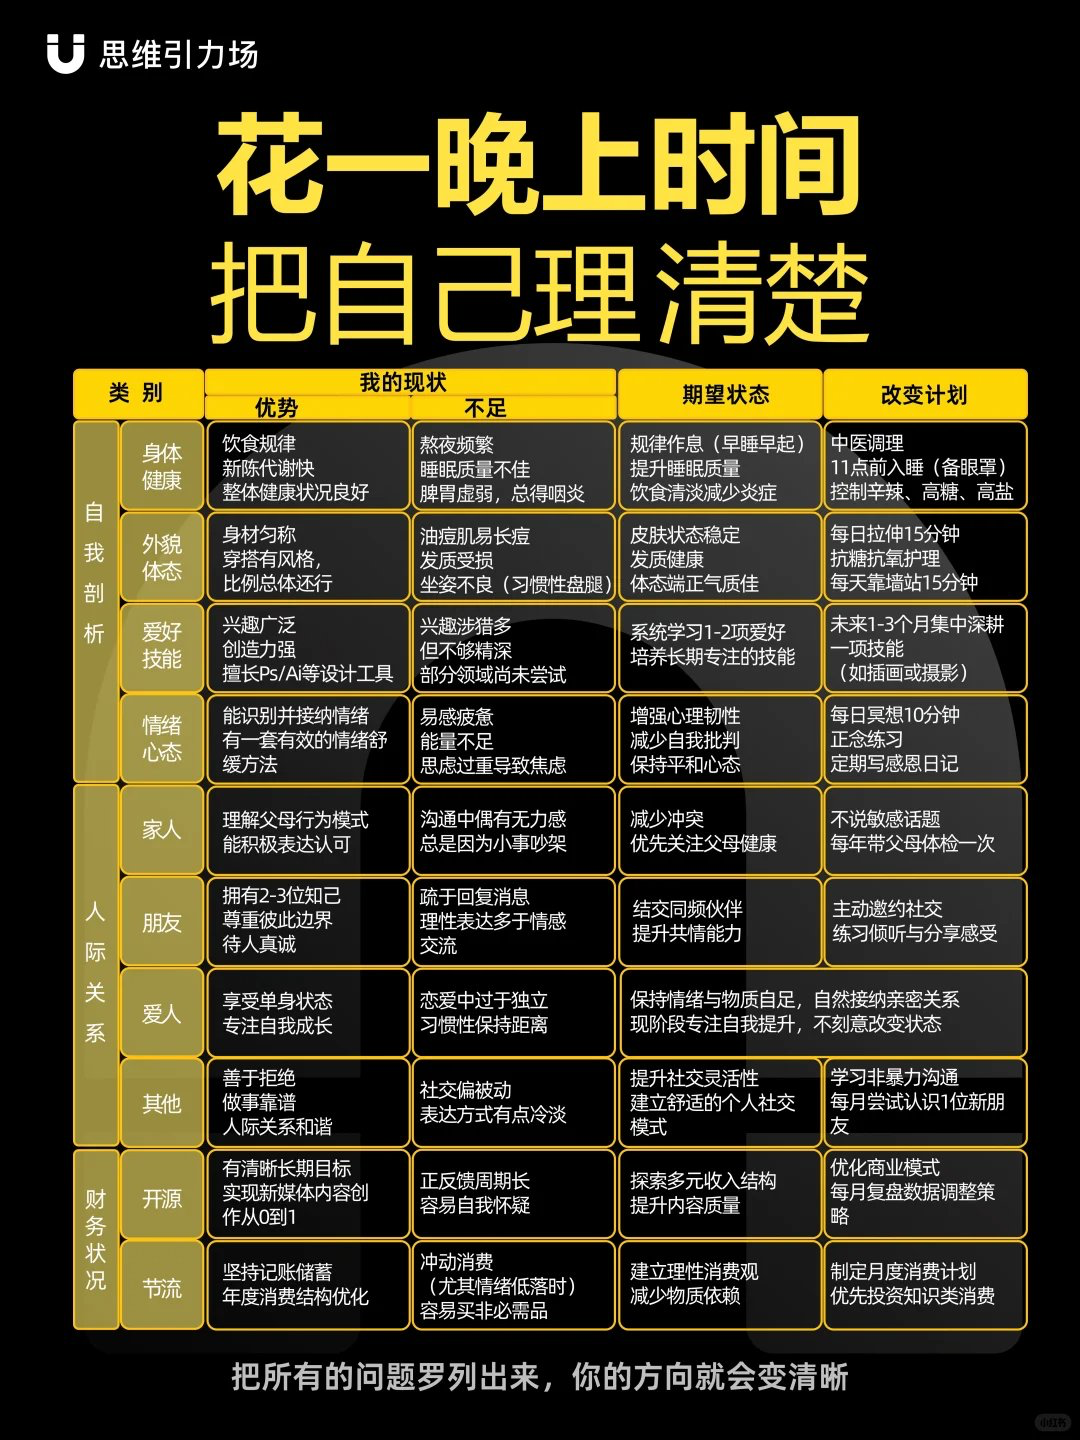 思维引力场
花一晚上时间
把自己理清楚
类 别
我的现状
优势
不足
期望状态
改变计划
自我剖析
身体
健康
饮食规律
新陈代谢快
整体健康状况良好
熬夜频繁
睡眠质量不佳
脾胃虚弱，总得咽炎
规律作息（早睡早起）
提升睡眠质量
饮食清淡减少炎症
中医调理
11点前入睡（备眼罩）
控制辛辣、高糖、高盐
外貌
体态
身材匀称
穿搭有风格，
比例总体还行
油痘肌易长痘
发质受损
坐姿不良（习惯性盘腿）
皮肤状态稳定
发质健康
体态端正气质佳
每日拉伸15分钟
抗糖抗氧护理
每天靠墙站15分钟
爱好
技能
兴趣广泛
创造力强
擅长Ps/Ai等设计工具
兴趣涉猎多
但不够精深
部分领域尚未尝试
系统学习1-2项爱好
培养长期专注的技能
未来1-3个月集中深耕
一项技能
（如插画或摄影）
情绪
心态
能识别并接纳情绪
有一套有效的情绪舒
缓方法
易感疲惫
能量不足
思虑过重导致焦虑
增强心理韧性
减少自我批判
保持平和心态
每日冥想10分钟
正念练习
定期写感恩日记
人际关系
家人
理解父母行为模式
能积极表达认可
沟通中偶有无力感
总是因为小事吵架
减少冲突
优先关注父母健康
不说敏感话题
每年带父母体检一次
朋友
拥有2-3位知己
尊重彼此边界
待人真诚
疏于回复消息
理性表达多于情感
交流
结交同频伙伴
提升共情能力
主动邀约社交
练习倾听与分享感受
爱人
享受单身状态
专注自我成长
恋爱中过于独立
习惯性保持距离
保持情绪与物质自足，自然接纳亲密关系
现阶段专注自我提升，不刻意改变状态
其他
善于拒绝
做事靠谱
人际关系和谐
社交偏被动
表达方式有点冷淡
提升社交灵活性
建立舒适的个人社交
模式
学习非暴力沟通
每月尝试认识1位新朋
友
财务状况
开源
有清晰长期目标
实现新媒体内容创
作从0到1
正反馈周期长
容易自我怀疑
探索多元收入结构
提升内容质量
优化商业模式
每月复盘数据调整策
略
节流
坚持记账储蓄
年度消费结构优化
冲动消费
（尤其情绪低落时）
容易买非必需品
建立理性消费观
减少物质依赖
制定月度消费计划
优先投资知识类消费
把所有的问题罗列出来，你的方向就会变清晰
小红书